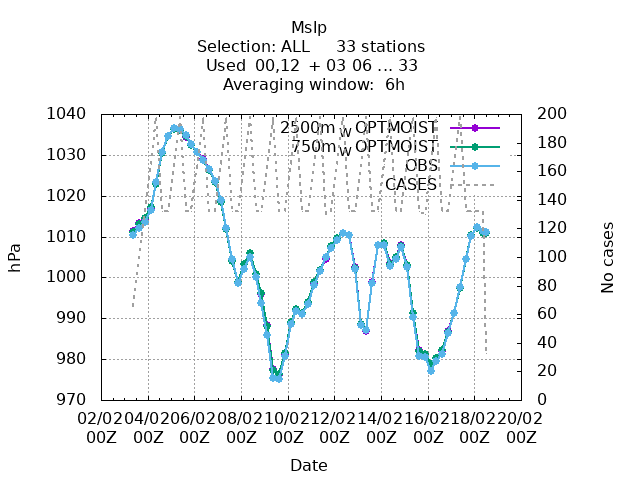 Mslp
Selection: ALL 33 stations
Used 00,12 + 03 06 ... 33
Averaging window: 6h
2500m_W OPTMOIST
750m_W OPTMOIST
OBS
CASES
1040
1030
1020
1010
1000
990
980
970
hPa
200
180
160
140
120
100
80
60
40
20
0
No cases
02/02 04/02 06/02 08/02 10/02 12/02 14/02 16/02 18/02 20/02
00Z 00Z 00Z 00Z 00Z 00Z 00Z 00Z 00Z 00Z
Date